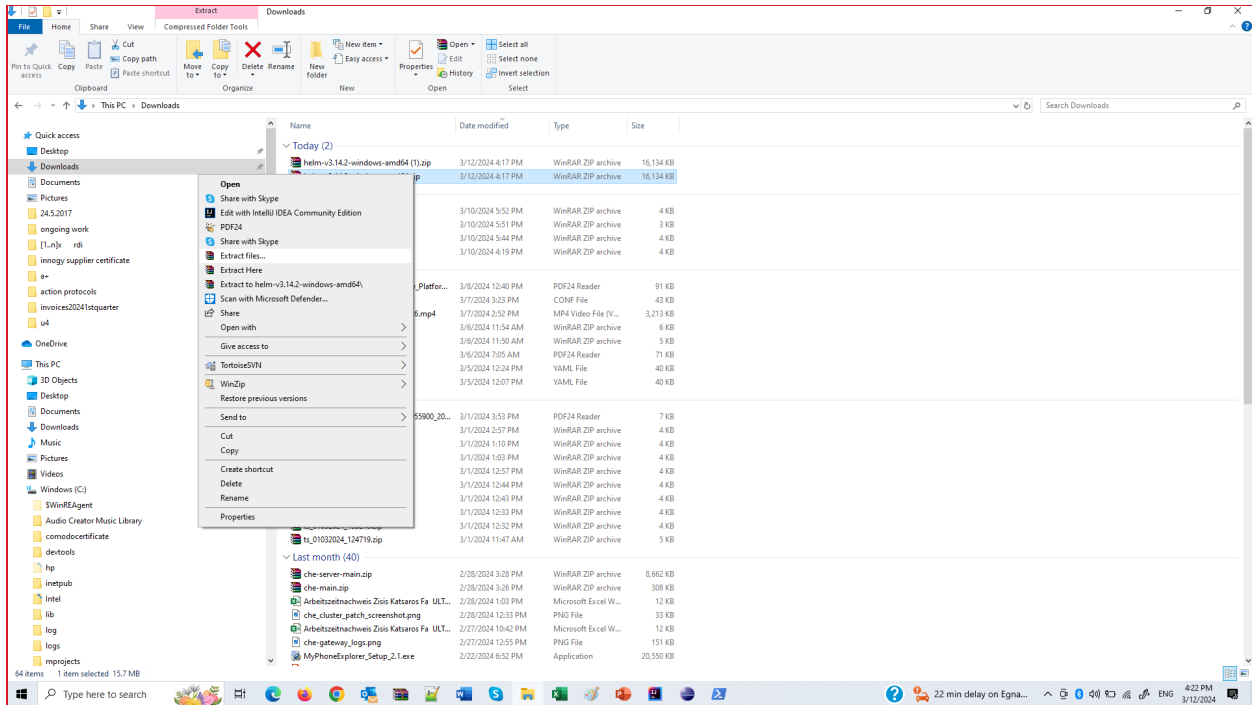 Extract
Downloads
File
Home
Share
View
Compressed Folder Tools
Pin to Quick access
Copy
Paste
Cut
Copy path
Paste shortcut
Move to
Copy to
Delete
Rename
New folder
New item
Easy access
Properties
Open
Edit
History
Select all
Select none
Invert selection
Clipboard
Organize
New
Open
Select
This PC
Downloads
Search Downloads
Quick access
Desktop
Downloads
Documents
Pictures
24.5.2017
ongoing work
[1..n]x rdi
innogy supplier certificate
a+
action protocols
invoices20241stquarter
u4
OneDrive
This PC
3D Objects
Desktop
Documents
Downloads
Music
Pictures
Videos
Windows (C:)
$WinREAgent
Audio Creator Music Library
comodocertificate
devtools
hp
inetpub
Intel
lib
log
logs
mprojects
Open
Share with Skype
Edit with IntelliJ IDEA Community Edition
PDF24
Share with Skype
Extract files...
Extract Here
Extract to helm-v3.14.2-windows-amd64\
Scan with Microsoft Defender...
Share
Open with
Give access to
TortoiseSVN
WinZip
Restore previous versions
Send to
Cut
Copy
Create shortcut
Delete
Rename
Properties
Name Date modified Type Size
Today (2)
helm-v3.14.2-windows-amd64 (1).zip 3/12/2024 4:17 PM WinRAR ZIP archive 16,134 KB
3/12/2024 4:17 PM WinRAR ZIP archive 16,134 KB
3/10/2024 5:52 PM WinRAR ZIP archive 4 KB
3/10/2024 5:51 PM WinRAR ZIP archive 3 KB
3/10/2024 5:44 PM WinRAR ZIP archive 4 KB
3/10/2024 4:19 PM WinRAR ZIP archive 4 KB
_Platfor... 3/8/2024 12:40 PM PDF24 Reader 91 KB
3/7/2024 3:23 PM CONF File 43 KB
6.mp4 3/7/2024 2:52 PM MP4 Video File (V... 3,213 KB
3/6/2024 11:54 AM WinRAR ZIP archive 6 KB
3/6/2024 11:50 AM WinRAR ZIP archive 5 KB
3/6/2024 7:05 AM PDF24 Reader 71 KB
3/5/2024 12:24 PM YAML File 40 KB
3/5/2024 12:07 PM YAML File 40 KB
55900_20... 3/1/2024 3:53 PM PDF24 Reader 7 KB
3/1/2024 2:57 PM WinRAR ZIP archive 4 KB
3/1/2024 1:10 PM WinRAR ZIP archive 4 KB
3/1/2024 1:03 PM WinRAR ZIP archive 4 KB
3/1/2024 12:57 PM WinRAR ZIP archive 4 KB
3/1/2024 12:44 PM WinRAR ZIP archive 4 KB
3/1/2024 12:43 PM WinRAR ZIP archive 4 KB
3/1/2024 12:33 PM WinRAR ZIP archive 4 KB
3/1/2024 12:32 PM WinRAR ZIP archive 4 KB
ts_01032024_124719.zip 3/1/2024 11:47 AM WinRAR ZIP archive 5 KB
Last month (40)
che-server-main.zip 2/28/2024 3:28 PM WinRAR ZIP archive 8,662 KB
che-main.zip 2/28/2024 3:26 PM WinRAR ZIP archive 308 KB
Arbeitszeitnachweis Zisis Katsaros Fa ULT... 2/28/2024 1:03 PM Microsoft Excel W... 12 KB
che_cluster_patch_screenshot.png 2/28/2024 12:33 PM PNG File 33 KB
Arbeitszeitnachweis Zisis Katsaros Fa ULT... 2/27/2024 10:42 PM Microsoft Excel W... 12 KB
che-gateway_logs.png 2/27/2024 12:55 PM PNG File 151 KB
MyPhoneExplorer_Setup_2.1.exe 2/22/2024 6:52 PM Application 20,550 KB
64 items 1 item selected 15.7 MB
Type here to search
22 min delay on Egna...
ENG
4:22 PM
3/12/2024